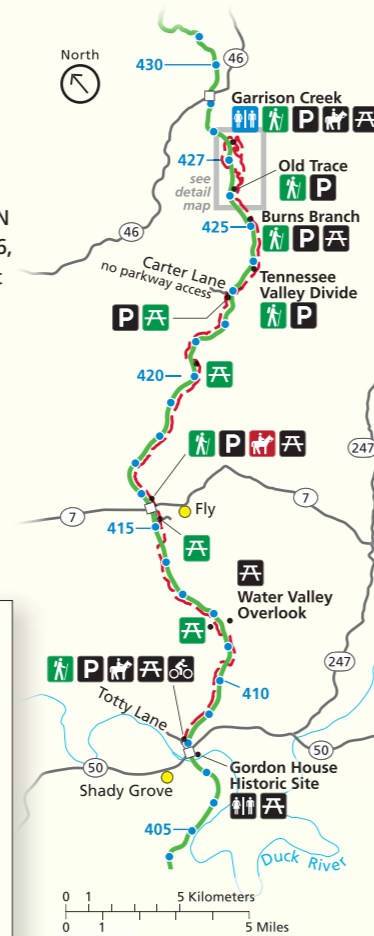 North
430
46
Garrison Creek
P
427
see
detail
map
Old Trace
P
N
6,
425
Burns Branch
P
46
Carter Lane
no parkway access
Tennessee
Valley Divide
P
P
420
P
247
7
7
Fly
415
Water Valley
Overlook
P
410
247
Totty Lane
50
50
Gordon House
Historic Site
Shady Grove
405
Duck River
0 1 5 Kilometers
0 1 5 Miles